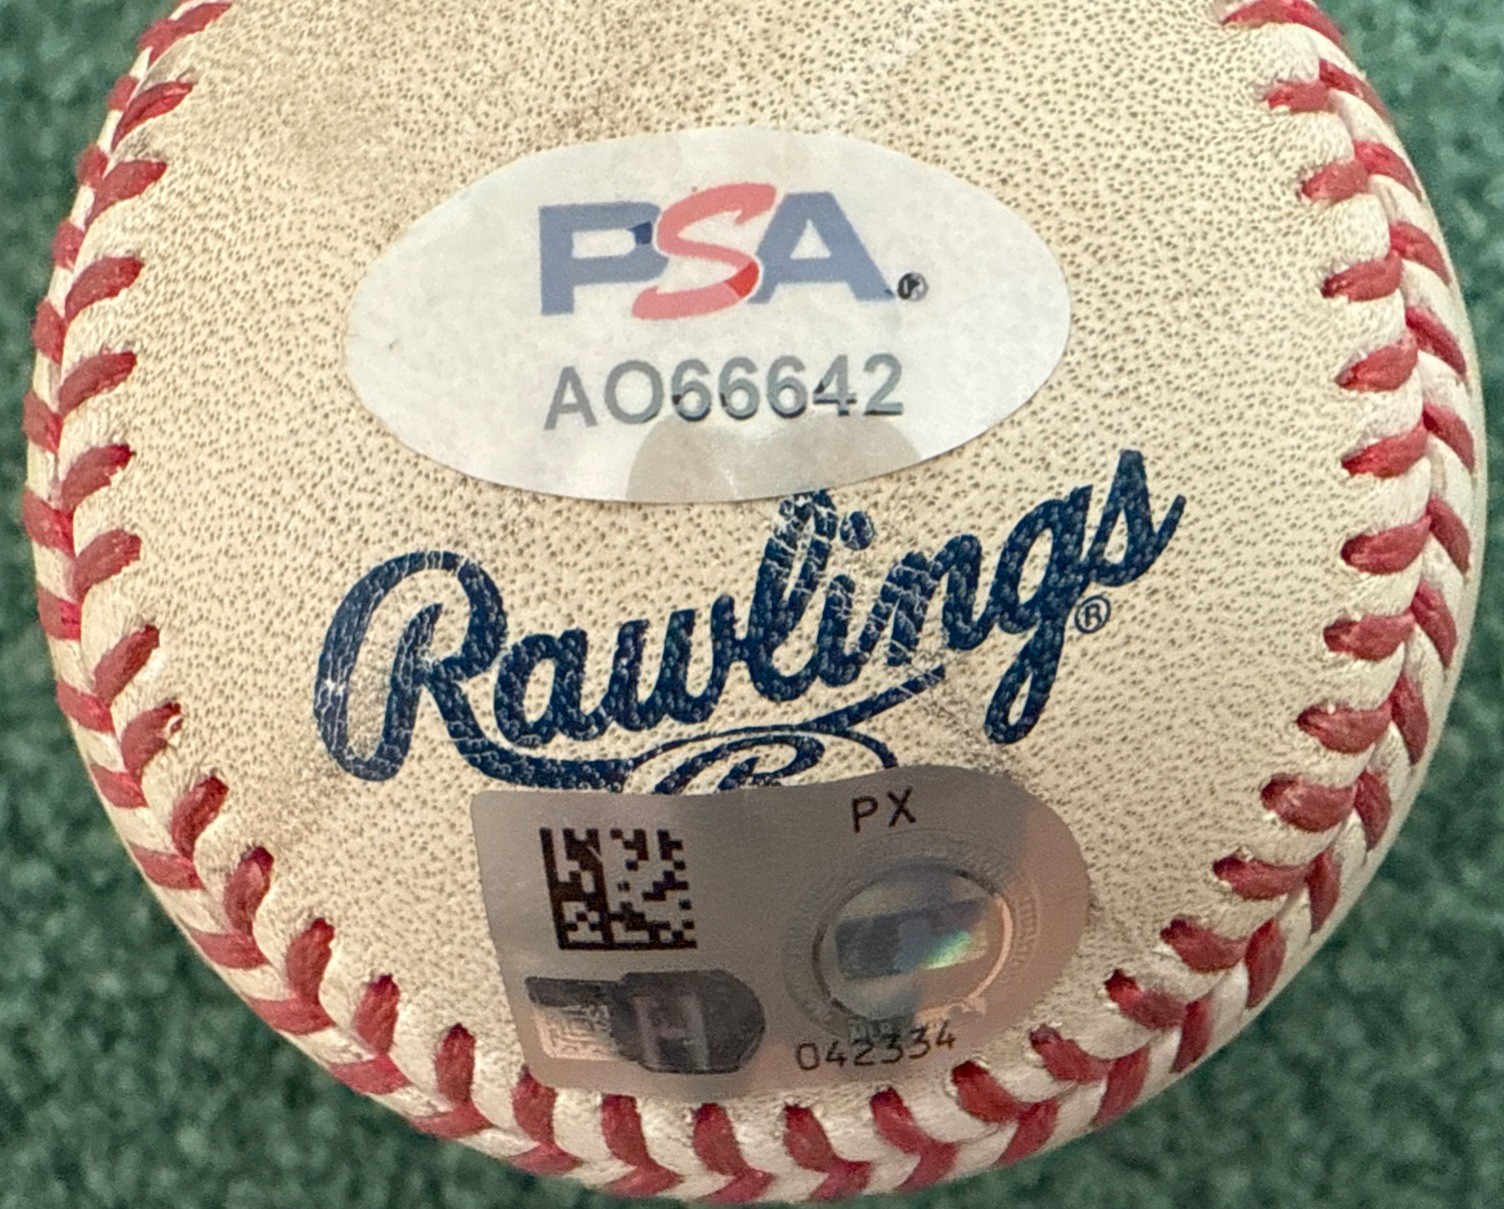 PSA
AO66642
Rawlings®
R
PX
042334